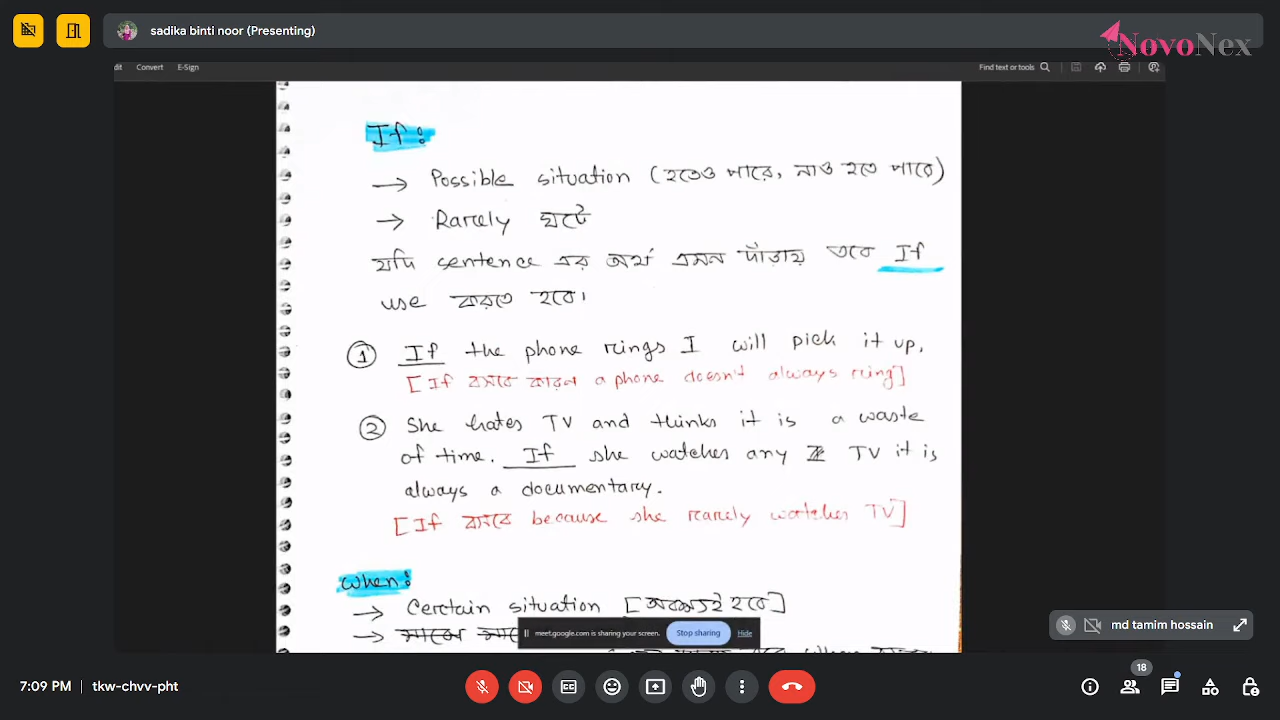 sadika binti noor (Presenting)
NovoNex
dit Convert E-Sign Find text or tools
If:
→ Possible situation (হতেও পারে, নাও হতে পারে)
→ Rarely ঘটে
যদি sentence এর অর্থ এমন দাঁড়ায় তবে If
use করতে হবে।
① If the phone rings I will pick it up.
[If বসবে কারণ a phone doesn't always ring]
② She hates TV and thinks it is a waste
of time. If she watches any TV it is
always a documentary.
[If বসবে because she rarely watches TV]
When:
→ Certain situation [অবশ্যই হবে]
meet.google.com is sharing your screen. Stop sharing Hide
md tamim hossain
18
7:09 PM | tkw-chvv-pht